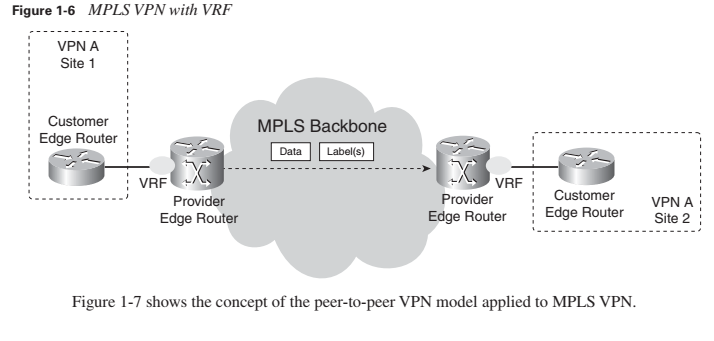 Figure 1-6 MPLS VPN with VRF
VPN A
Site 1
Customer
Edge Router
VRF
Provider
Edge Router
MPLS Backbone
Data
Label(s)
Provider
Edge Router
VRF
Customer
Edge Router
VPN A
Site 2
Figure 1-7 shows the concept of the peer-to-peer VPN model applied to MPLS VPN.